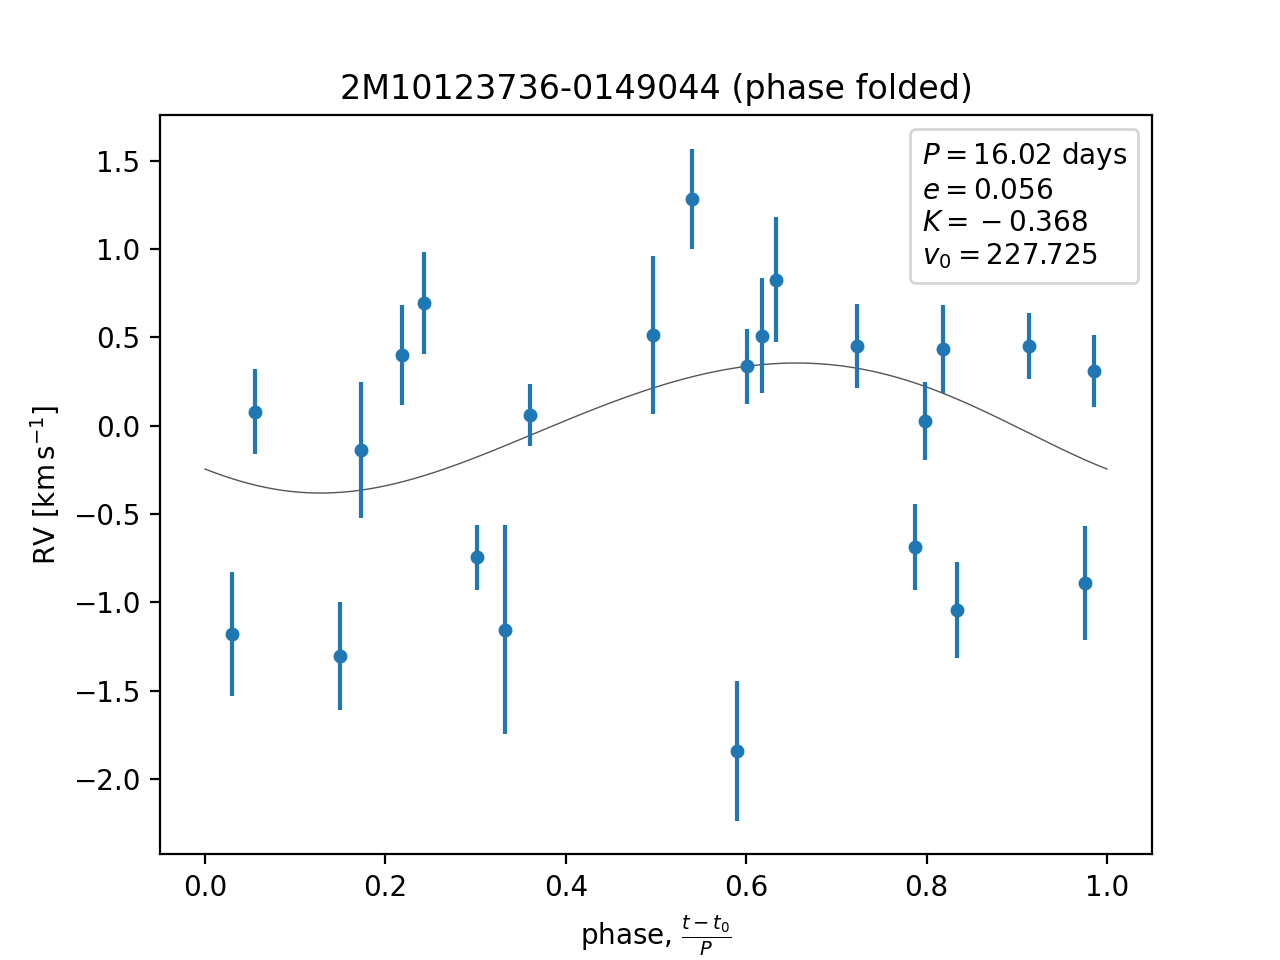 2M10123736-0149044 (phase folded)
P = 16.02 days
e = 0.056
K = −0.368
v₀ = 227.725
RV [km s⁻¹]
1.5
1.0
0.5
0.0
−0.5
−1.0
−1.5
−2.0
0.0 0.2 0.4 0.6 0.8 1.0
phase, (t − t₀)/P